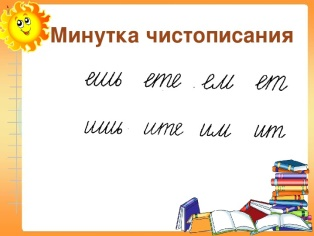 Минутка чистописания
ешь ете ем ет
ишь ите им ит